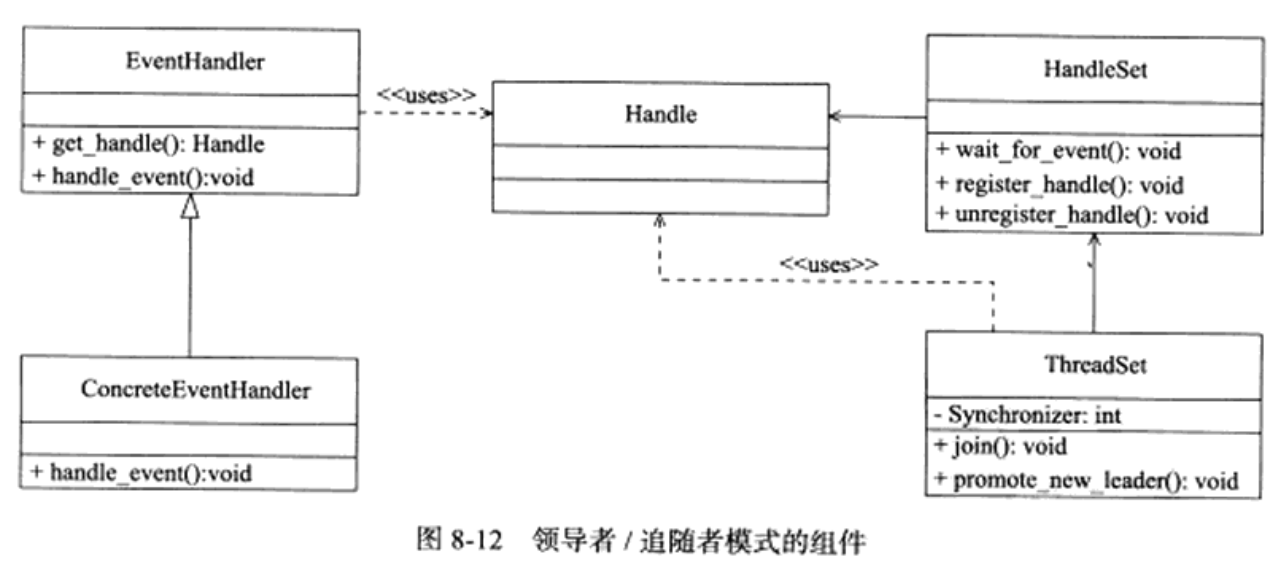 EventHandler
+ get_handle(): Handle
+ handle_event():void
<<uses>>
Handle
HandleSet
+ wait_for_event(): void
+ register_handle(): void
+ unregister_handle(): void
<<uses>>
ConcreteEventHandler
+ handle_event():void
ThreadSet
- Synchronizer: int
+ join(): void
+ promote_new_leader(): void
图 8-12 领导者 / 追随者模式的组件